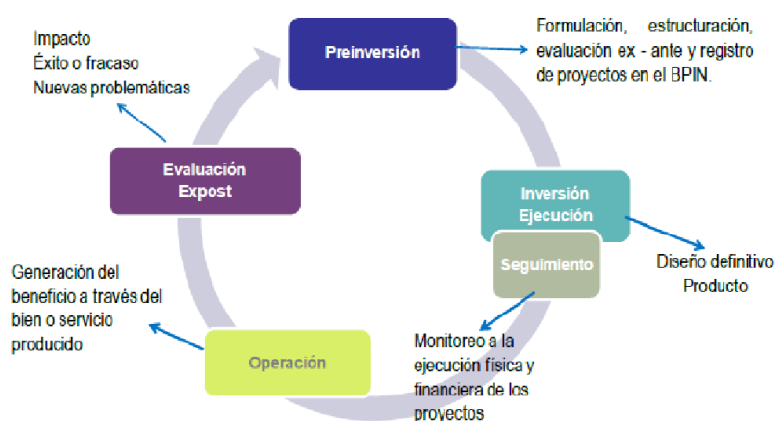 Preinversión
Formulación, estructuración,
evaluación ex - ante y registro
de proyectos en el BPIN.
Inversión
Ejecución
Diseño definitivo
Producto
Seguimiento
Monitoreo a la
ejecución física y
financiera de los
proyectos
Operación
Generación del
beneficio a través del
bien o servicio
producido
Evaluación
Expost
Impacto
Éxito o fracaso
Nuevas problemáticas